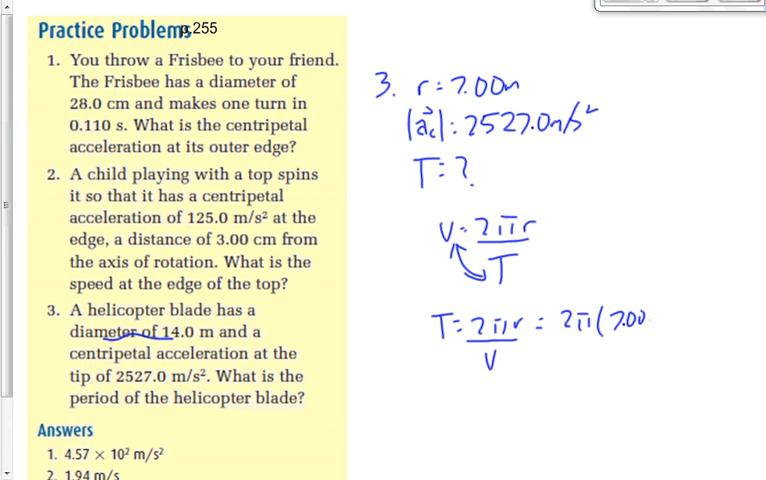 Practice Problems p.255
1. You throw a Frisbee to your friend.
The Frisbee has a diameter of
28.0 cm and makes one turn in
0.110 s. What is the centripetal
acceleration at its outer edge?
2. A child playing with a top spins
it so that it has a centripetal
acceleration of 125.0 m/s² at the
edge, a distance of 3.00 cm from
the axis of rotation. What is the
speed at the edge of the top?
3. A helicopter blade has a
diameter of 14.0 m and a
centripetal acceleration at the
tip of 2527.0 m/s². What is the
period of the helicopter blade?
Answers
1. 4.57 × 10² m/s²
2. 1.94 m/s
3. r = 7.00m
|a⃗c| = 2527.0m/s²
T = ?
v = 2πr
T
T = 2πr = 2π(7.00
v